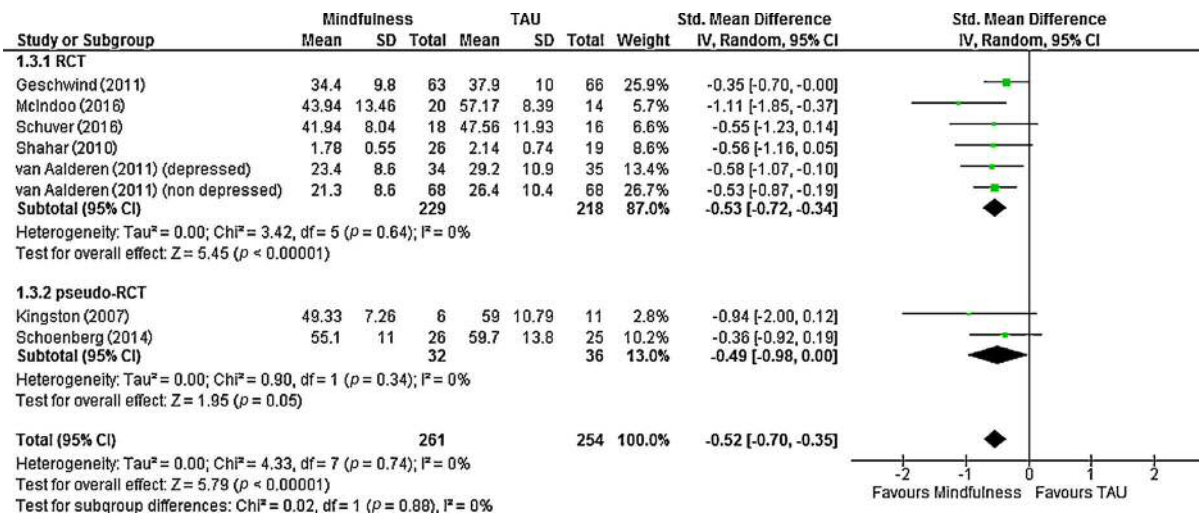 Mindfulness TAU Std. Mean Difference Std. Mean Difference
Study or Subgroup Mean SD Total Mean SD Total Weight IV, Random, 95% CI IV, Random, 95% CI
1.3.1 RCT
Geschwind (2011) 34.4 9.8 63 37.9 10 66 25.9% -0.35 [-0.70, -0.00]
McIndoo (2016) 43.94 13.46 20 57.17 8.39 14 5.7% -1.11 [-1.85, -0.37]
Schuver (2016) 41.94 8.04 18 47.56 11.93 16 6.6% -0.55 [-1.23, 0.14]
Shahar (2010) 1.78 0.55 26 2.14 0.74 19 8.6% -0.56 [-1.16, 0.05]
van Aalderen (2011) (depressed) 23.4 8.6 34 29.2 10.9 35 13.4% -0.58 [-1.07, -0.10]
van Aalderen (2011) (non depressed) 21.3 8.6 68 26.4 10.4 68 26.7% -0.53 [-0.87, -0.19]
Subtotal (95% CI) 229 218 87.0% -0.53 [-0.72, -0.34]
Heterogeneity: Tau² = 0.00; Chi² = 3.42, df = 5 (p = 0.64); I² = 0%
Test for overall effect: Z = 5.45 (p < 0.00001)
1.3.2 pseudo-RCT
Kingston (2007) 49.33 7.26 6 59 10.79 11 2.8% -0.94 [-2.00, 0.12]
Schoenberg (2014) 55.1 11 26 59.7 13.8 25 10.2% -0.36 [-0.92, 0.19]
Subtotal (95% CI) 32 36 13.0% -0.49 [-0.98, 0.00]
Heterogeneity: Tau² = 0.00; Chi² = 0.90, df = 1 (p = 0.34); I² = 0%
Test for overall effect: Z = 1.95 (p = 0.05)
Total (95% CI) 261 254 100.0% -0.52 [-0.70, -0.35]
Heterogeneity: Tau² = 0.00; Chi² = 4.33, df = 7 (p = 0.74); I² = 0%
Test for overall effect: Z = 5.79 (p < 0.00001)
Test for subgroup differences: Chi² = 0.02, df = 1 (p = 0.88), I² = 0%
-2 -1 0 1 2
Favours Mindfulness Favours TAU